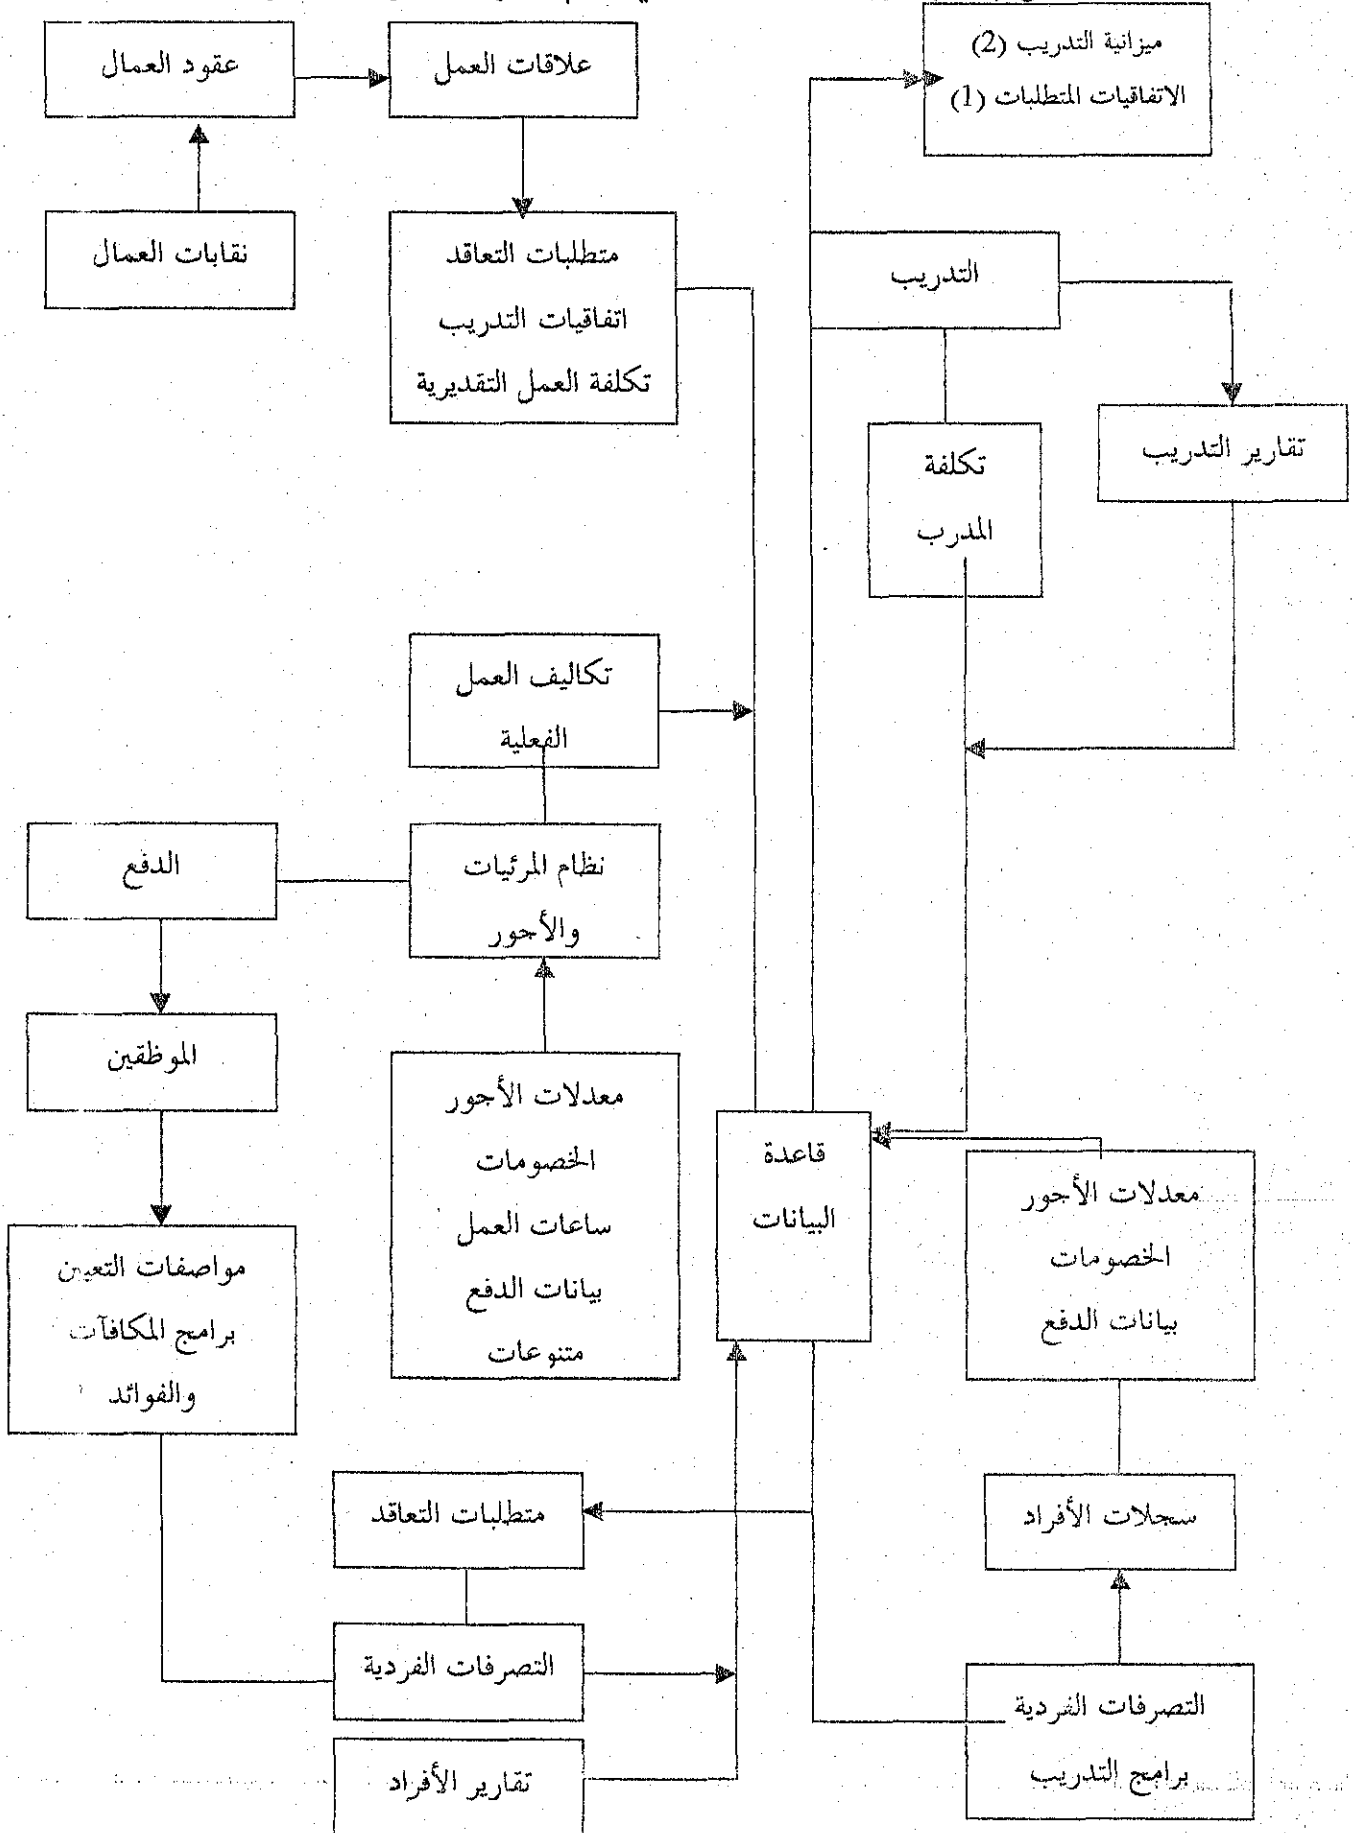 ميزانية التدريب (2)
الاتفاقيات المتطلبات (1)
علاقات العمل
عقود العمال
نقابات العمال
متطلبات التعاقد
اتفاقيات التدريب
تكلفة العمل التقديرية
التدريب
تقارير التدريب
تكلفة
المدرب
تكاليف العمل
الفعلية
نظام المرئيات
والأجور
الدفع
الموظقين
معدلات الأجور
الخصومات
ساعات العمل
بيانات الدفع
متنوعات
قاعدة
البيانات
معدلات الأجور
الخصومات
بيانات الدفع
مواصفات التعيين
برامج المكافآت
والفوائد
متطلبات التعاقد
سجلات الأفراد
التصرفات الفردية
تقارير الأفراد
التصرفات الفردية
برامج التدريب